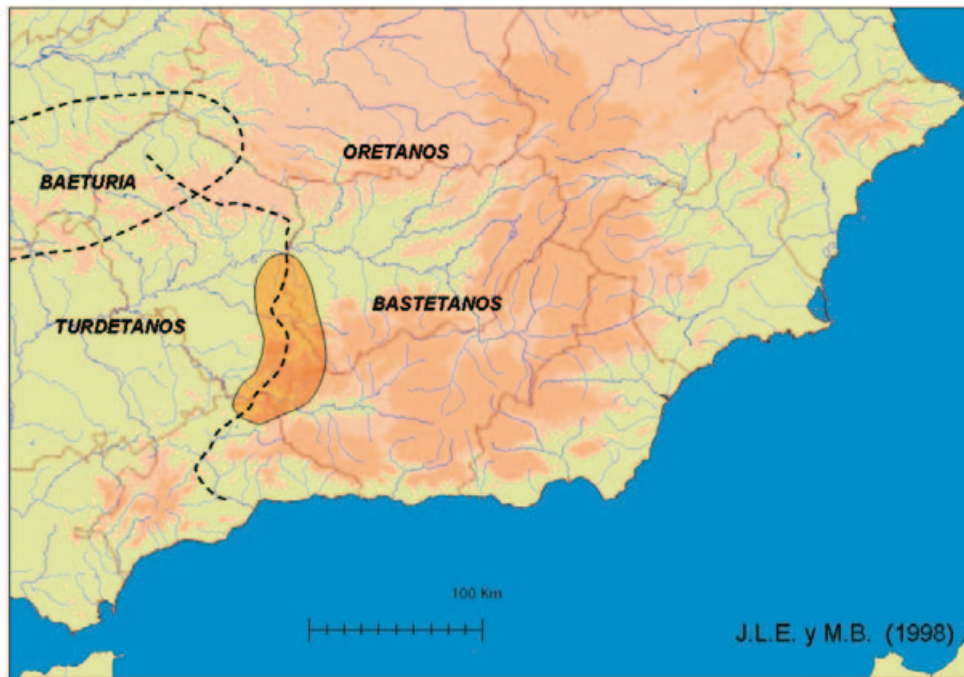 ORETANOS
BAETURIA
BASTETANOS
TURDETANOS
100 Km
J.L.E. y M.B. (1998)